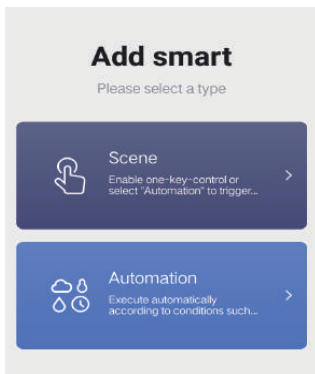 Add smart
Please select a type
Scene
Enable one-key-control or
select "Automation" to trigger...
Automation
Execute automatically
according to conditions such...